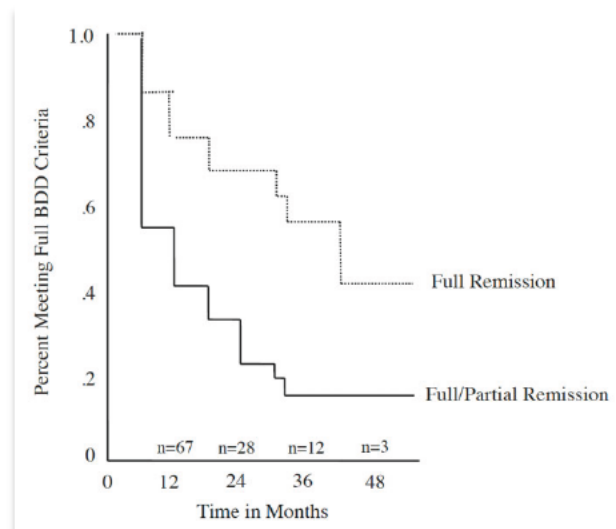 Percent Meeting Full BDD Criteria
1.0
.8
.6
.4
.2
0
Full Remission
Full/Partial Remission
n=67 n=28 n=12 n=3
0 12 24 36 48
Time in Months